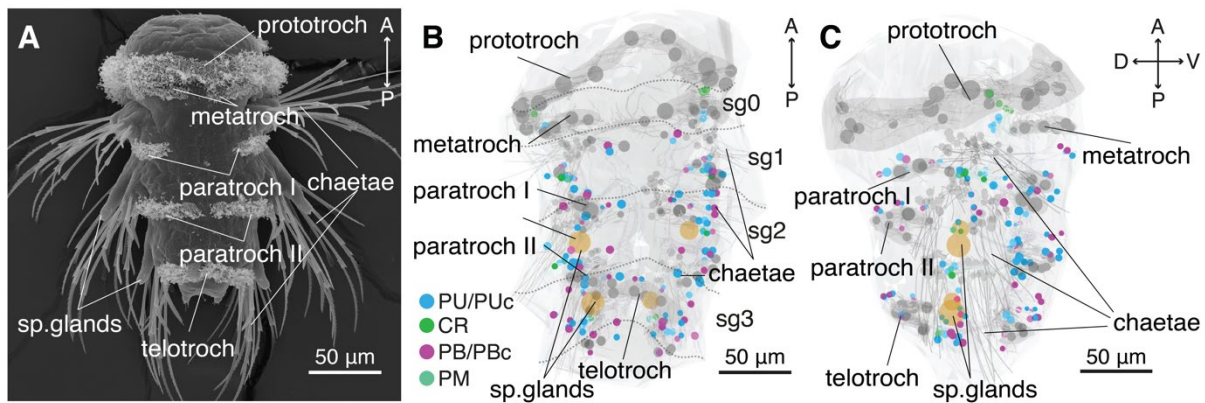 A
prototroch
A
P
metatroch
paratroch I
chaetae
paratroch II
sp.glands
telotroch
50 µm
B
prototroch
A
P
sg0
metatroch
sg1
paratroch I
sg2
paratroch II
chaetae
PU/PUc
CR
PB/PBc
PM
sg3
telotroch
sp.glands
50 µm
C
prototroch
A
D
V
P
metatroch
paratroch I
paratroch II
chaetae
telotroch
sp.glands
50 µm